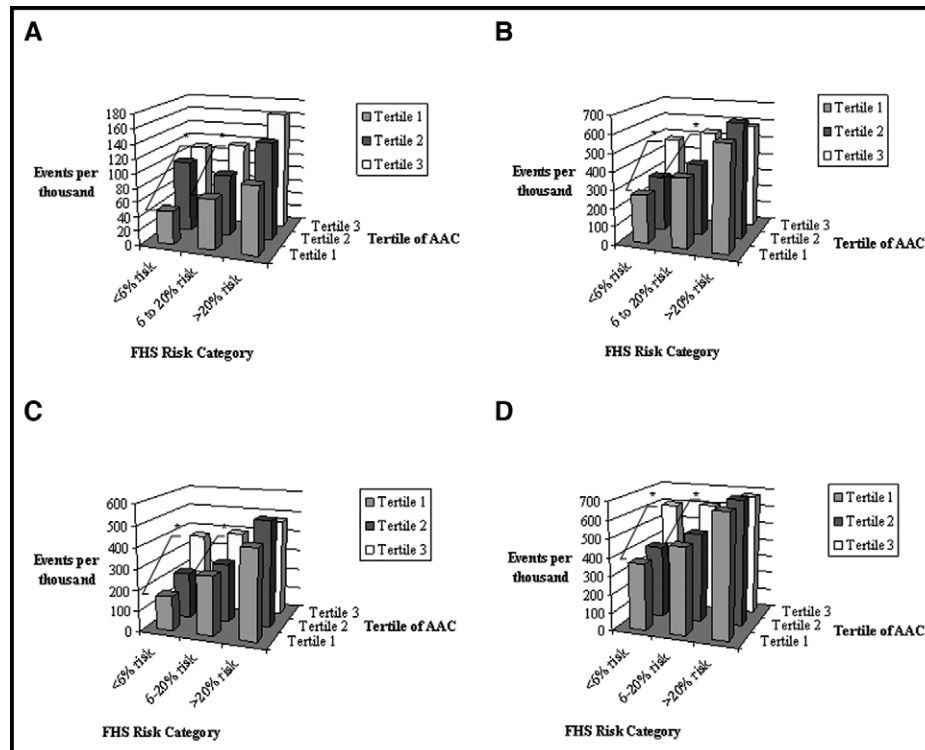 A
180
160
140
120
100
80
60
40
20
0
Events per
thousand
* *
Tertile 1
Tertile 2
Tertile 3
Tertile 3
Tertile 2
Tertile 1
Tertile of AAC
<6% risk
6 to 20% risk
>20% risk
FHS Risk Category
B
700
600
500
400
300
200
100
0
Events per
thousand
* *
Tertile 1
Tertile 2
Tertile 3
Tertile 3
Tertile 2
Tertile 1
Tertile of AAC
<6% risk
6 to 20% risk
>20% risk
FHS Risk Category
C
600
500
400
300
200
100
0
Events per
thousand
* *
Tertile 1
Tertile 2
Tertile 3
Tertile 3
Tertile 2
Tertile 1
Tertile of AAC
<6% risk
6-20% risk
>20% risk
FHS Risk Category
D
700
600
500
400
300
200
100
0
Events per
thousand
* *
Tertile 1
Tertile 2
Tertile 3
Tertile 3
Tertile 2
Tertile 1
Tertile of AAC
<6% risk
6-20% risk
>20% risk
FHS Risk Category